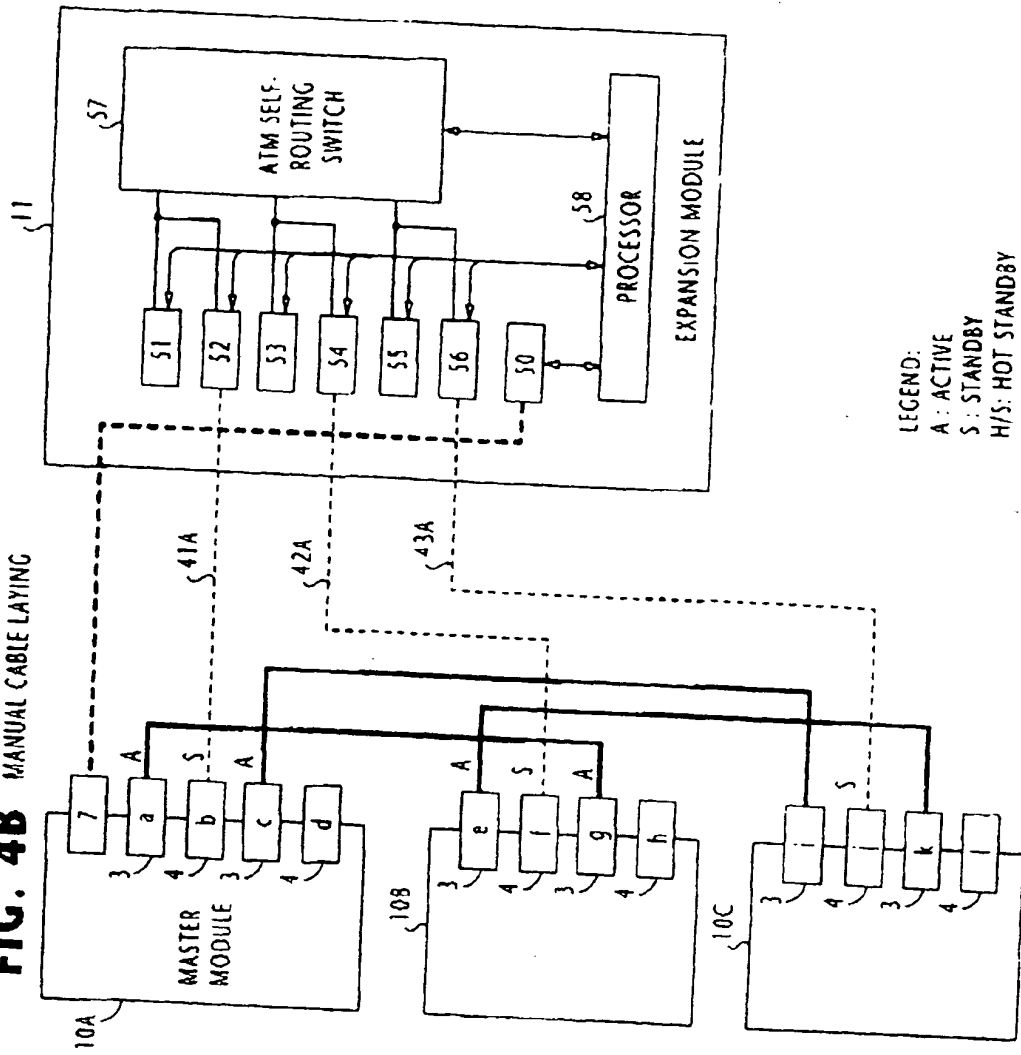 FIG. 4B MANUAL CABLE LAYING
10A
MASTER
MODULE
7
3
a
A
4
b
S
3
c
A
4
d
10B
3
e
A
4
f
S
3
g
A
4
h
10C
3
i
4
j
S
3
k
4
l
41A
42A
43A
11
51
52
53
54
55
56
50
57
ATM SELF-
ROUTING
SWITCH
58
PROCESSOR
EXPANSION MODULE
LEGEND:
A : ACTIVE
S : STANDBY
H/S: HOT STANDBY